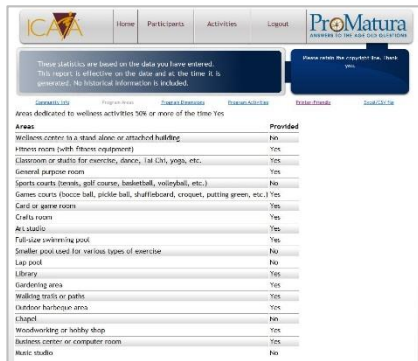 ICAA
Home Participants Activities Logout
ProMatura
ANSWERS TO THE AGE OLD QUESTIONS
These statistics are based on the data you have entered.
This report is effective on the date and at the time it is
generated. No historical information is included.
Please retain the copyright line. Thank
you.
Community Info Program Areas Program Dimensions Program Activities Printer-Friendly Excel/CSV File
Areas dedicated to wellness activities 50% or more of the time Yes
Areas Provided
Wellness center in a stand alone or attached building No
Fitness room (with fitness equipment) Yes
Classroom or studio for exercise, dance, Tai Chi, yoga, etc. Yes
General purpose room Yes
Sports courts (tennis, golf course, basketball, volleyball, etc.) No
Games courts (bocce ball, pickle ball, shuffleboard, croquet, putting green, etc.) Yes
Card or game room Yes
Crafts room Yes
Art studio Yes
Full-size swimming pool Yes
Smaller pool used for various types of exercise No
Lap pool No
Library Yes
Gardening area Yes
Walking trails or paths Yes
Outdoor barbeque area Yes
Chapel No
Woodworking or hobby shop Yes
Business center or computer room Yes
Music studio No